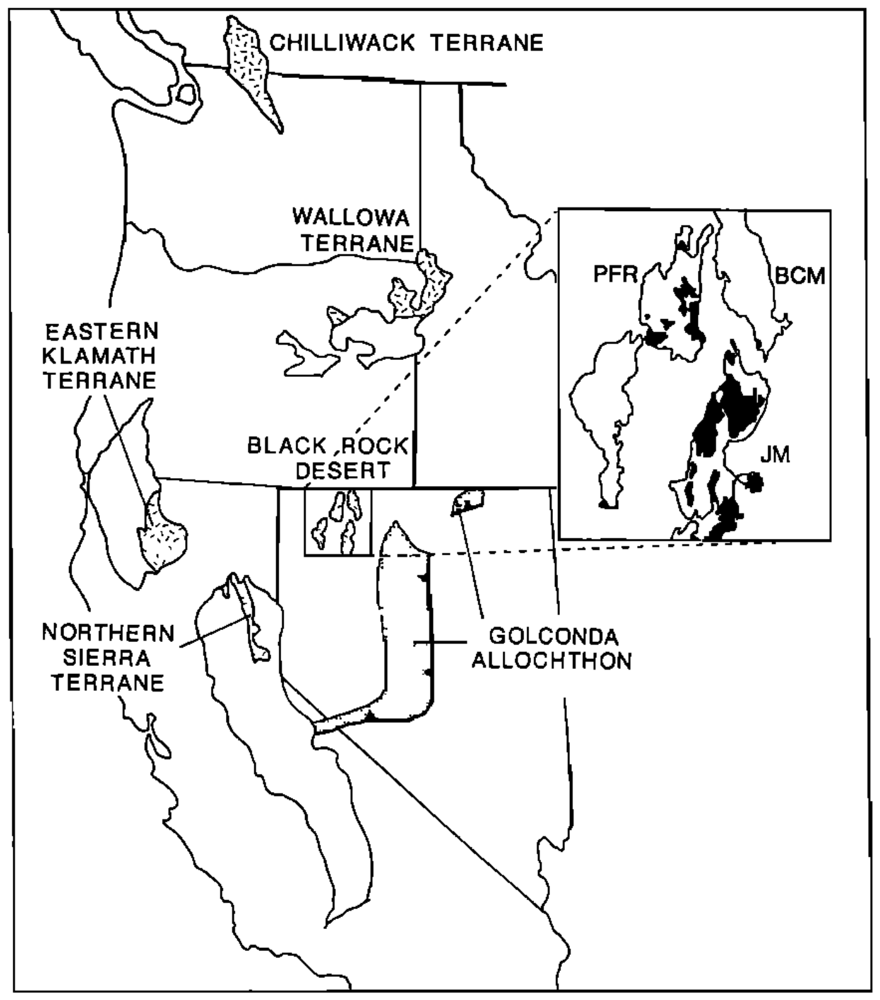 CHILLIWACK TERRANE
WALLOWA
TERRANE
PFR
BCM
EASTERN
KLAMATH
TERRANE
BLACK ROCK
DESERT
JM
NORTHERN
SIERRA
TERRANE
GOLCONDA
ALLOCHTHON